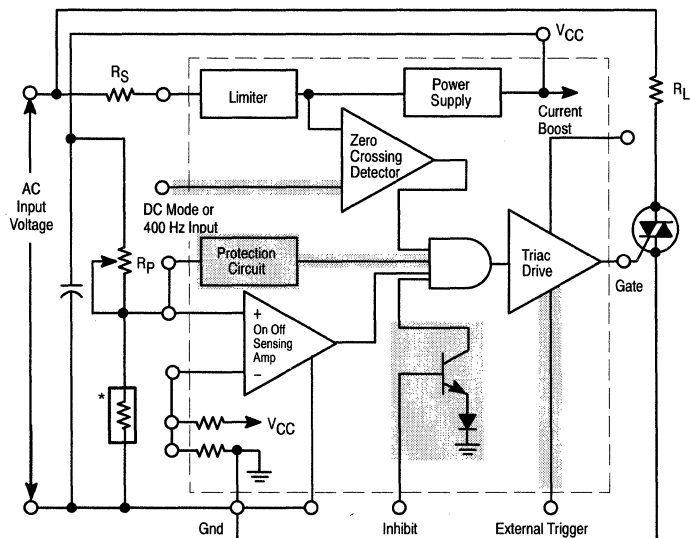 VCC
RS
Limiter
Power
Supply
RL
Current
Boost
Zero
Crossing
Detector
AC
Input
Voltage
DC Mode or
400 Hz Input
Protection
Circuit
RP
Triac
Drive
Gate
+
On Off
Sensing
Amp
−
*
VCC
Gnd
Inhibit
External Trigger